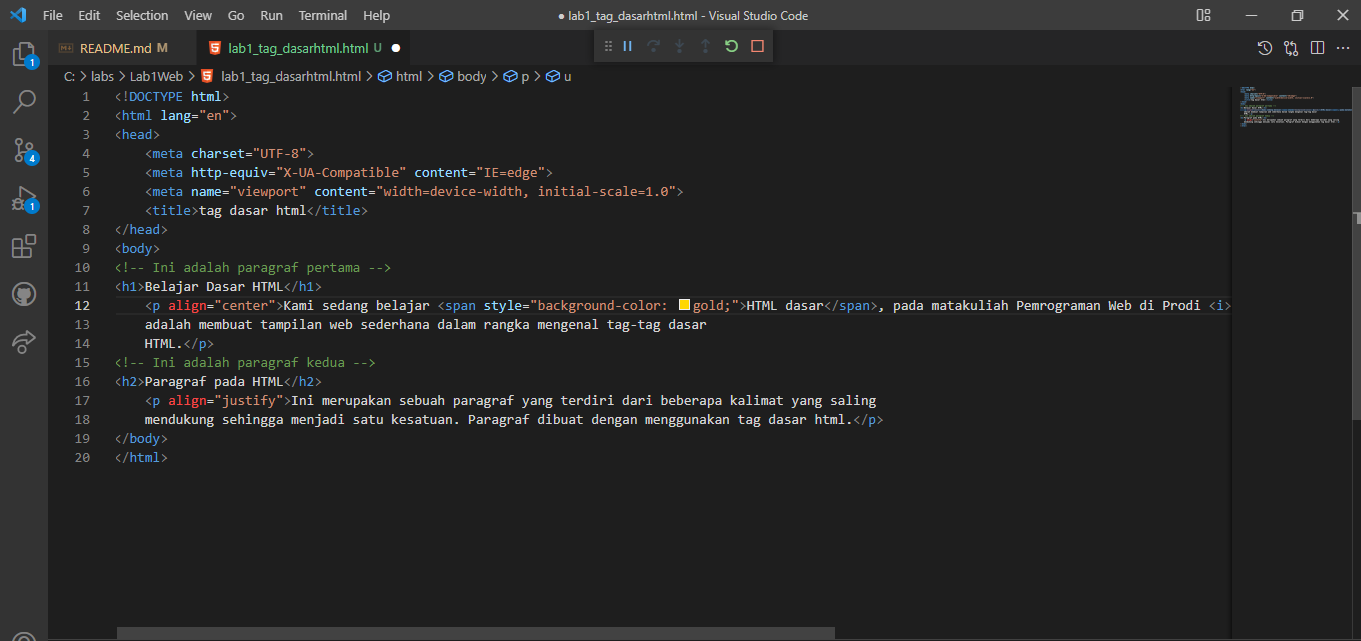 File Edit Selection View Go Run Terminal Help
● lab1_tag_dasarhtml.html - Visual Studio Code
README.md M
lab1_tag_dasarhtml.html U ●
C: > labs > Lab1Web > lab1_tag_dasarhtml.html > html > body > p > u
1 <!DOCTYPE html>
2 <html lang="en">
3 <head>
4 <meta charset="UTF-8">
5 <meta http-equiv="X-UA-Compatible" content="IE=edge">
6 <meta name="viewport" content="width=device-width, initial-scale=1.0">
7 <title>tag dasar html</title>
8 </head>
9 <body>
10 <!-- Ini adalah paragraf pertama -->
11 <h1>Belajar Dasar HTML</h1>
12 <p align="center">Kami sedang belajar <span style="background-color: gold;">HTML dasar</span>, pada matakuliah Pemrograman Web di Prodi <i>
13 adalah membuat tampilan web sederhana dalam rangka mengenal tag-tag dasar
14 HTML.</p>
15 <!-- Ini adalah paragraf kedua -->
16 <h2>Paragraf pada HTML</h2>
17 <p align="justify">Ini merupakan sebuah paragraf yang terdiri dari beberapa kalimat yang saling
18 mendukung sehingga menjadi satu kesatuan. Paragraf dibuat dengan menggunakan tag dasar html.</p>
19 </body>
20 </html>
1
4
1